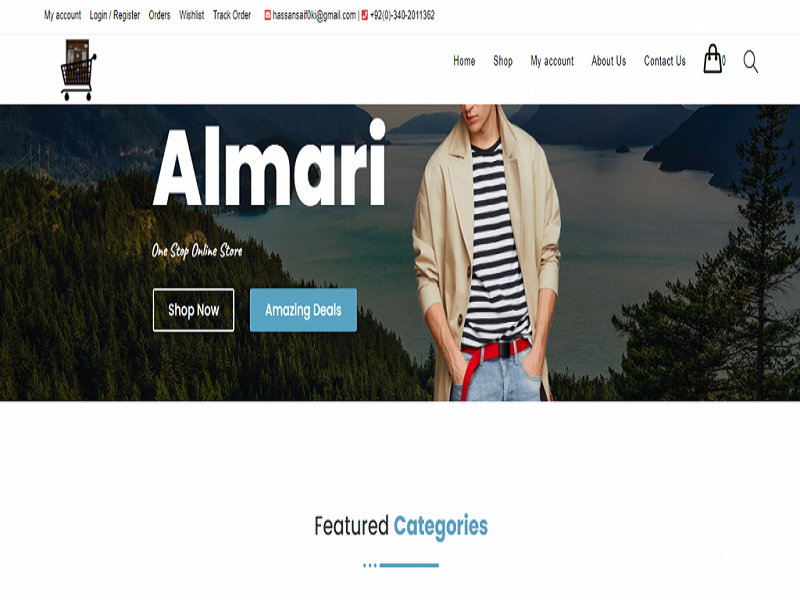 My account Login / Register Orders Wishlist Track Order hassansaif0ki@gmail.com | +92(0)-340-2011362
Home Shop My account About Us Contact Us 0
Almari
One Stop Online Store
Shop Now Amazing Deals
Featured Categories